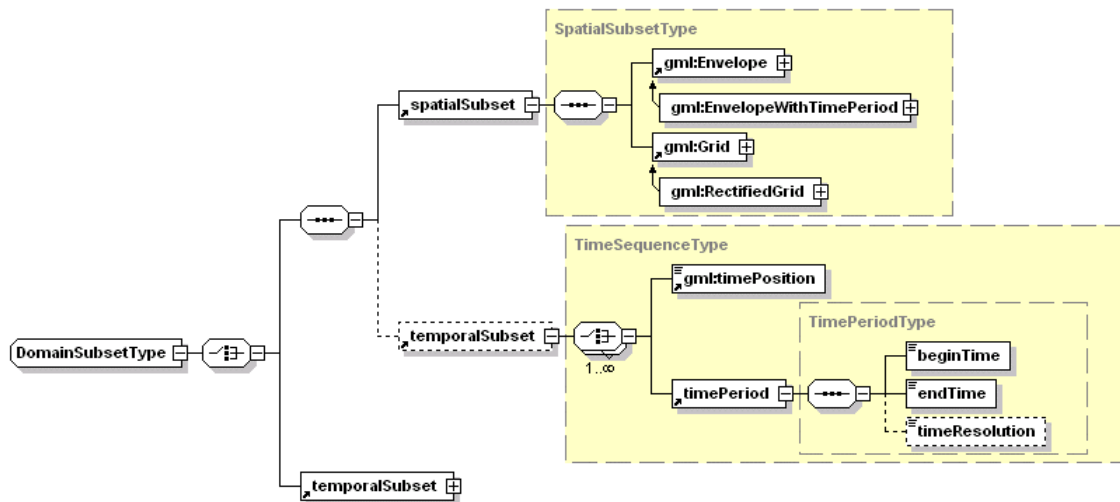 SpatialSubsetType
gml:Envelope
spatialSubset
gml:EnvelopeWithTimePeriod
gml:Grid
gml:RectifiedGrid
TimeSequenceType
gml:timePosition
TimePeriodType
DomainSubsetType
temporalSubset
1..∞
beginTime
timePeriod
endTime
timeResolution
temporalSubset